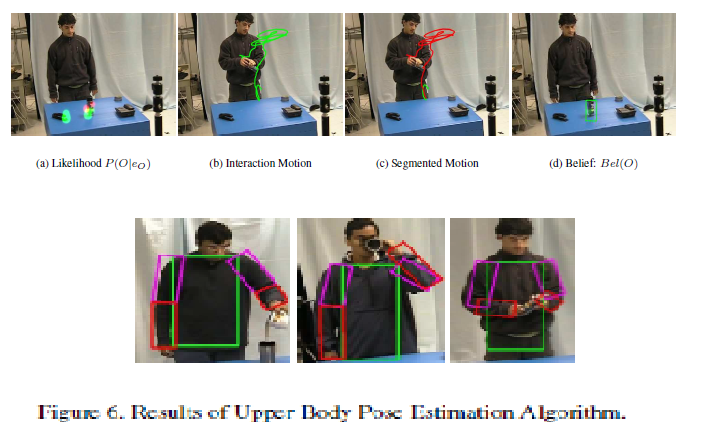 (a) Likelihood P(O|e_O) (b) Interaction Motion (c) Segmented Motion (d) Belief: Bel(O)
Figure 6. Results of Upper Body Pose Estimation Algorithm.